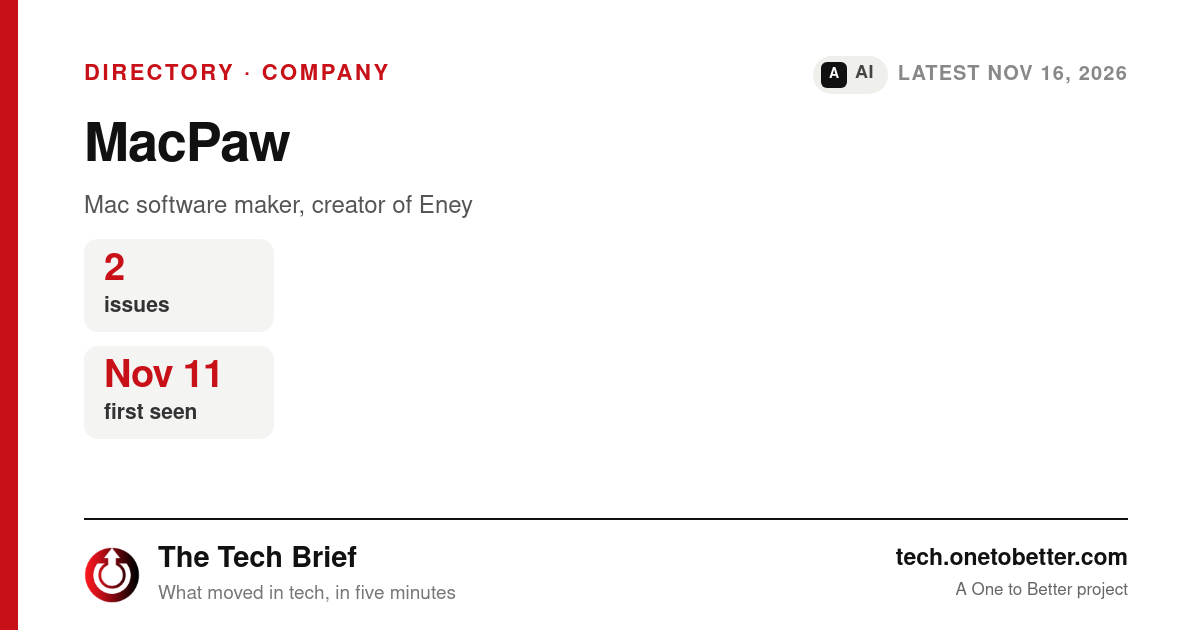 DIRECTORY · COMPANY
A AI LATEST NOV 16, 2026
MacPaw
Mac software maker, creator of Eney
2
issues
Nov 11
first seen
The Tech Brief
What moved in tech, in five minutes
tech.onetobetter.com
A One to Better project